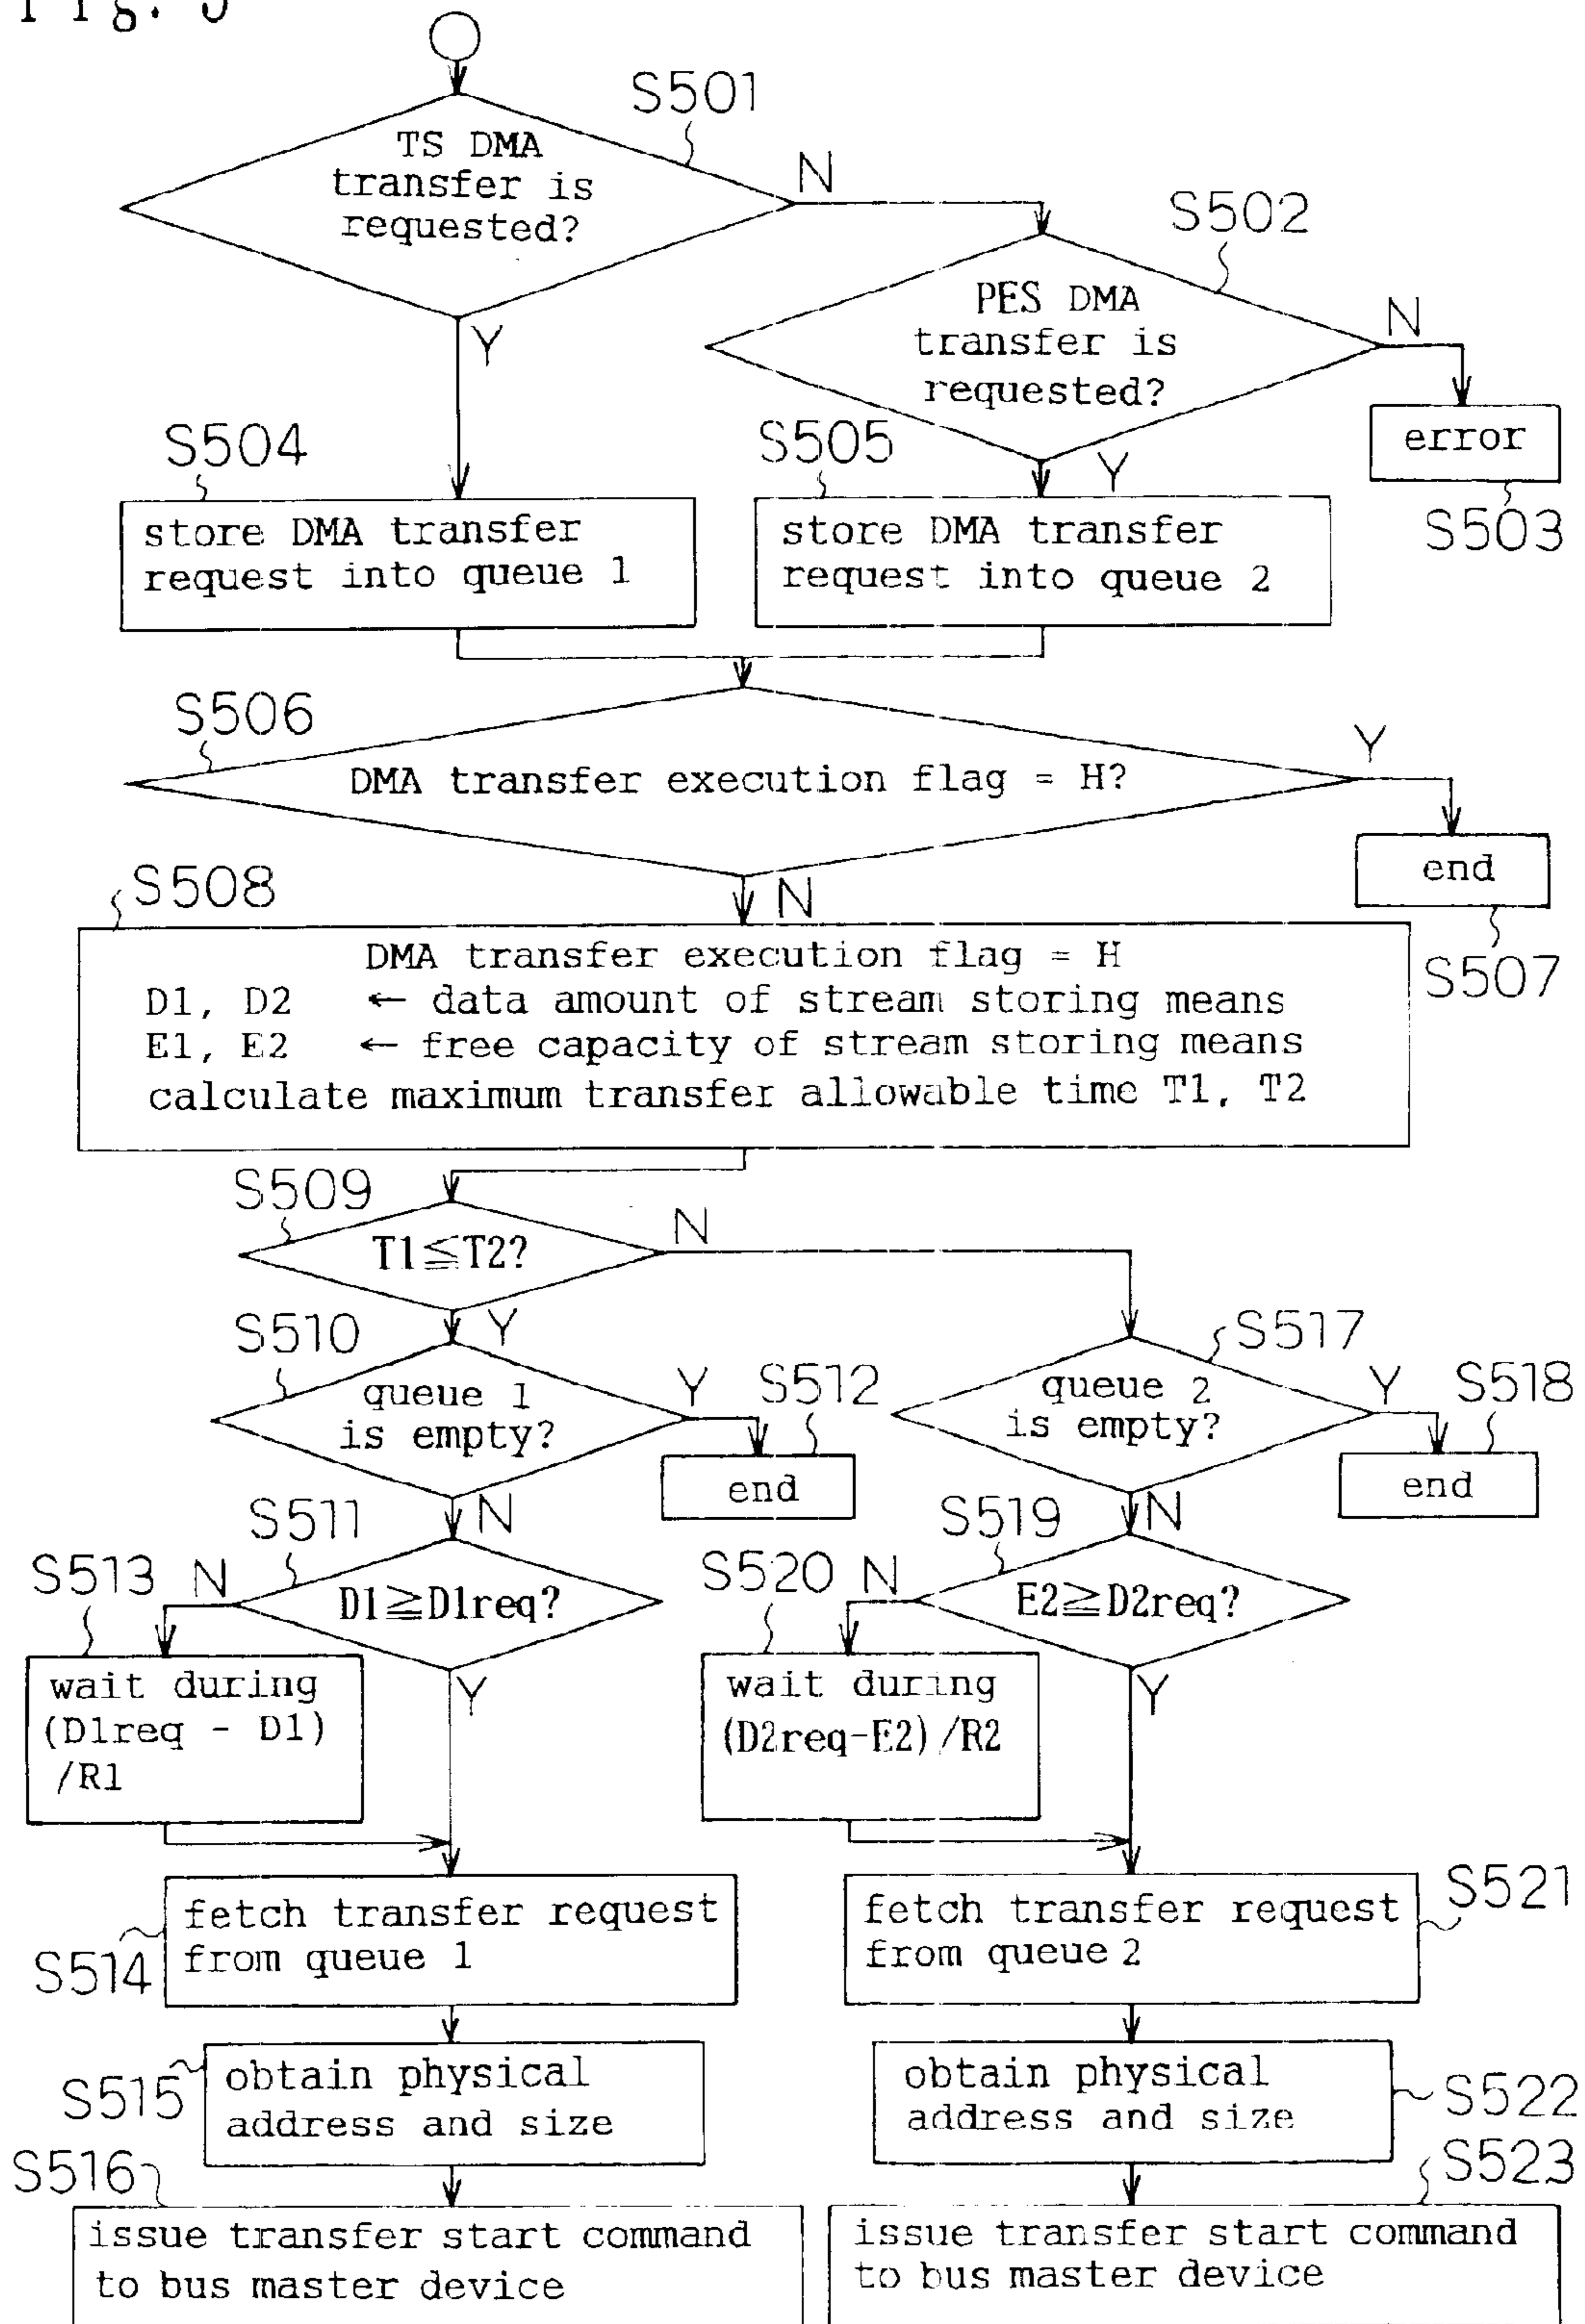 Fig. 5
S501
TS DMA
transfer is
requested?
N
Y
S502
PES DMA
transfer is
requested?
N
Y
error
S503
S504
store DMA transfer
request into queue 1
S505
store DMA transfer
request into queue 2
S506
DMA transfer execution flag = H?
Y
N
end
S507
S508
DMA transfer execution flag = H
D1, D2 ← data amount of stream storing means
E1, E2 ← free capacity of stream storing means
calculate maximum transfer allowable time T1, T2
S509
T1≦T2?
N
Y
S510
queue 1
is empty?
Y
N
S512
end
S517
queue 2
is empty?
Y
N
S518
end
S511
D1≧D1req?
N
Y
S513
wait during
(D1req - D1)
/R1
S519
E2≧D2req?
N
Y
S520
wait during
(D2req-E2)/R2
S514
fetch transfer request
from queue 1
S521
fetch transfer request
from queue 2
S515
obtain physical
address and size
S522
obtain physical
address and size
S516
issue transfer start command
to bus master device
S523
issue transfer start command
to bus master device